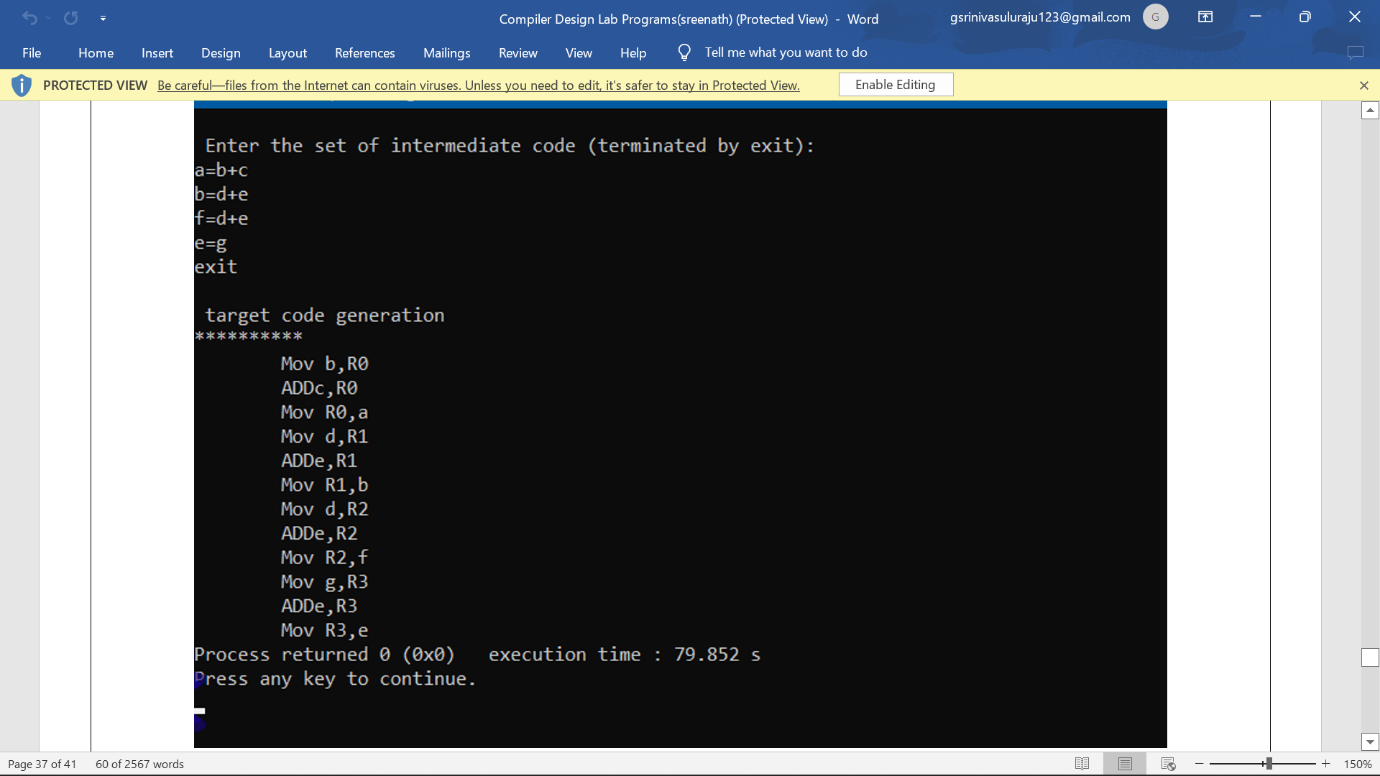 Compiler Design Lab Programs(sreenath) (Protected View) - Word
gsrinivasuluraju123@gmail.com
G
File Home Insert Design Layout References Mailings Review View Help Tell me what you want to do
PROTECTED VIEW Be careful—files from the Internet can contain viruses. Unless you need to edit, it's safer to stay in Protected View. Enable Editing
Enter the set of intermediate code (terminated by exit):
a=b+c
b=d+e
f=d+e
e=g
exit
target code generation
**********
Mov b,R0
ADDc,R0
Mov R0,a
Mov d,R1
ADDe,R1
Mov R1,b
Mov d,R2
ADDe,R2
Mov R2,f
Mov g,R3
ADDe,R3
Mov R3,e
Process returned 0 (0x0) execution time : 79.852 s
Press any key to continue.
Page 37 of 41 60 of 2567 words
150%